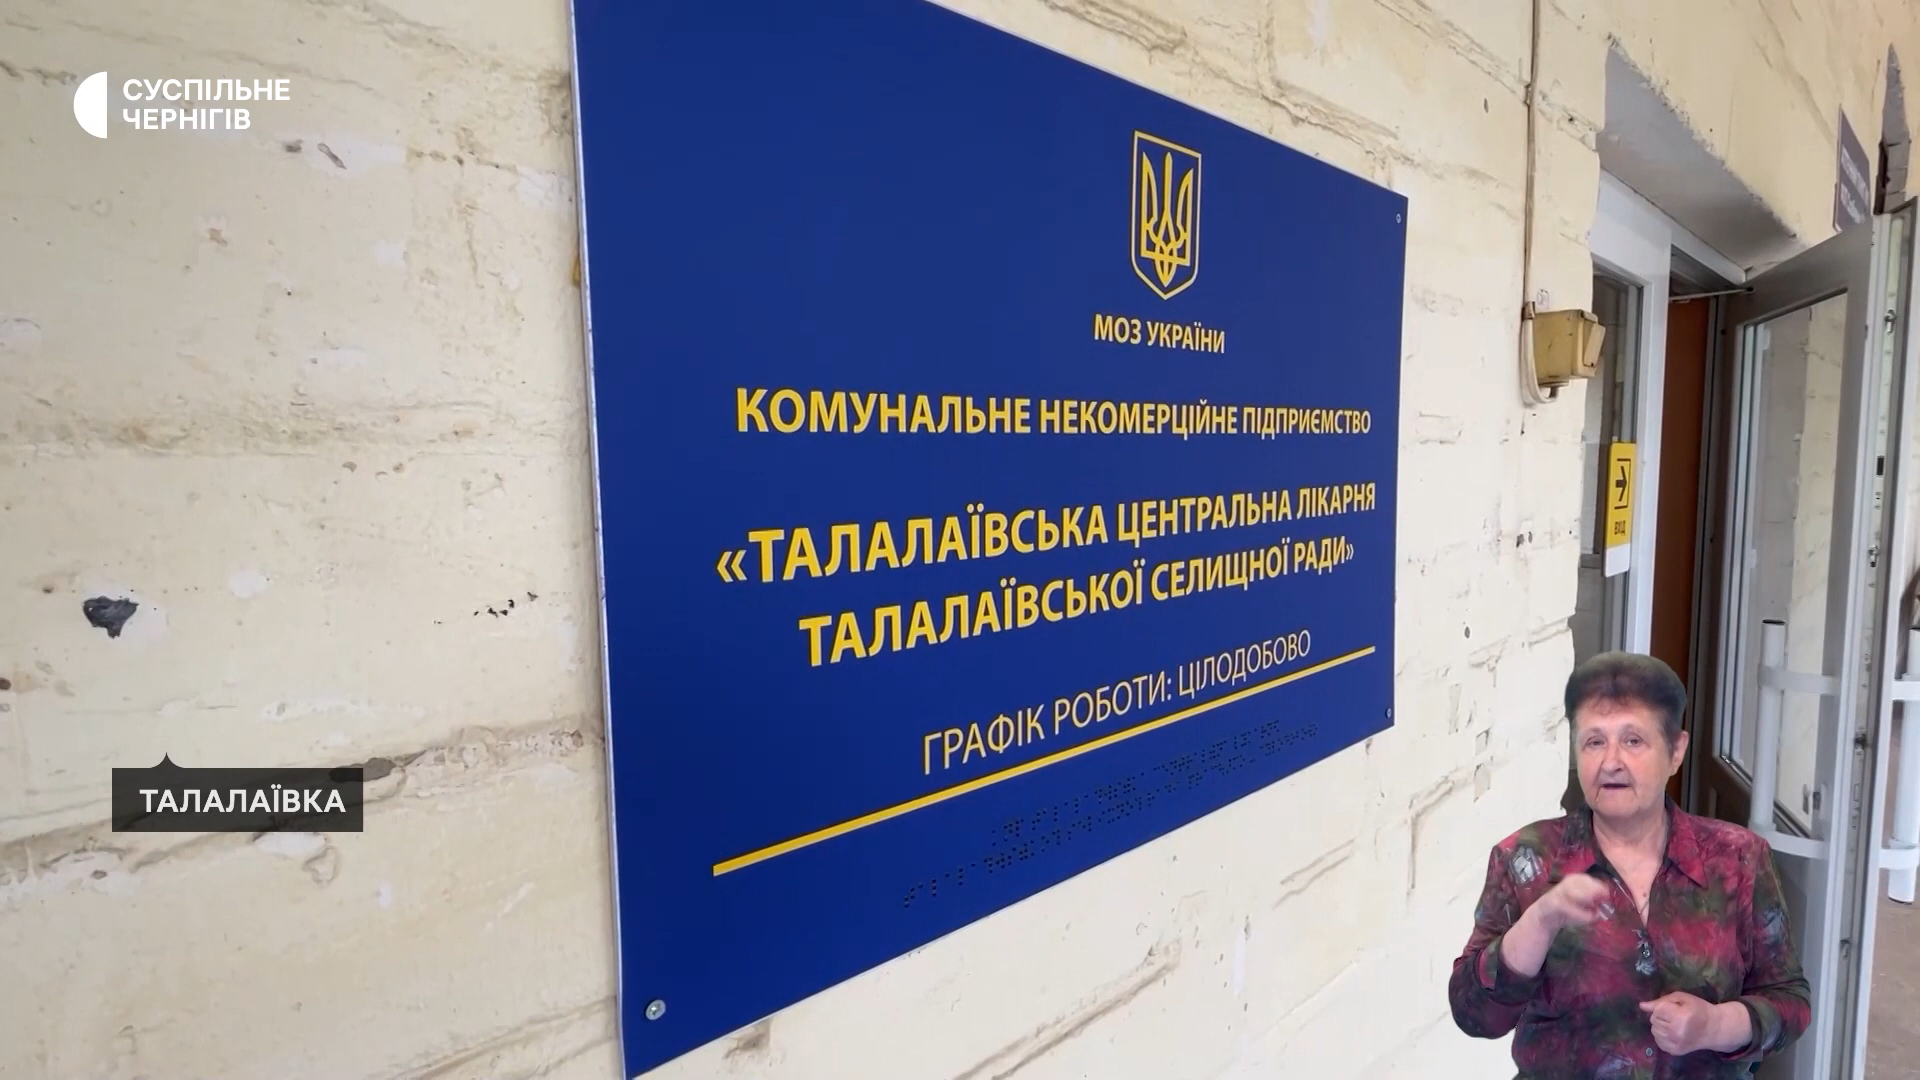 СУСПІЛЬНЕ
ЧЕРНІГІВ
МОЗ УКРАЇНИ
КОМУНАЛЬНЕ НЕКОМЕРЦІЙНЕ ПІДПРИЄМСТВО
«ТАЛАЛАЇВСЬКА ЦЕНТРАЛЬНА ЛІКАРНЯ
ТАЛАЛАЇВСЬКОЇ СЕЛИЩНОЇ РАДИ»
ГРАФІК РОБОТИ: ЦІЛОДОБОВО
ВХІД
ТАЛАЛАЇВКА